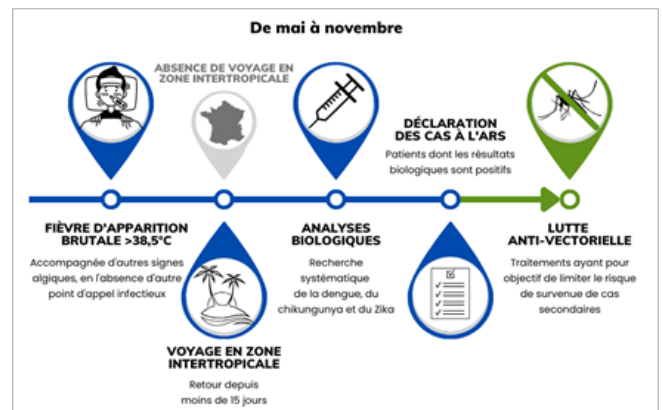 De mai à novembre
ABSENCE DE VOYAGE EN
ZONE INTERTROPICALE
DÉCLARATION
DES CAS À L'ARS
Patients dont les résultats
biologiques sont positifs
FIÈVRE D'APPARITION
BRUTALE >38,5°C
Accompagnée d'autres signes
algiques, en l'absence d'autre
point d'appel infectieux
ANALYSES
BIOLOGIQUES
Recherche
systématique
de la dengue, du
chikungunya et du Zika
LUTTE
ANTI-VECTORIELLE
Traitements ayant pour
objectif de limiter le risque
de survenue de cas
secondaires
VOYAGE EN ZONE
INTERTROPICALE
Retour depuis
moins de 15 jours